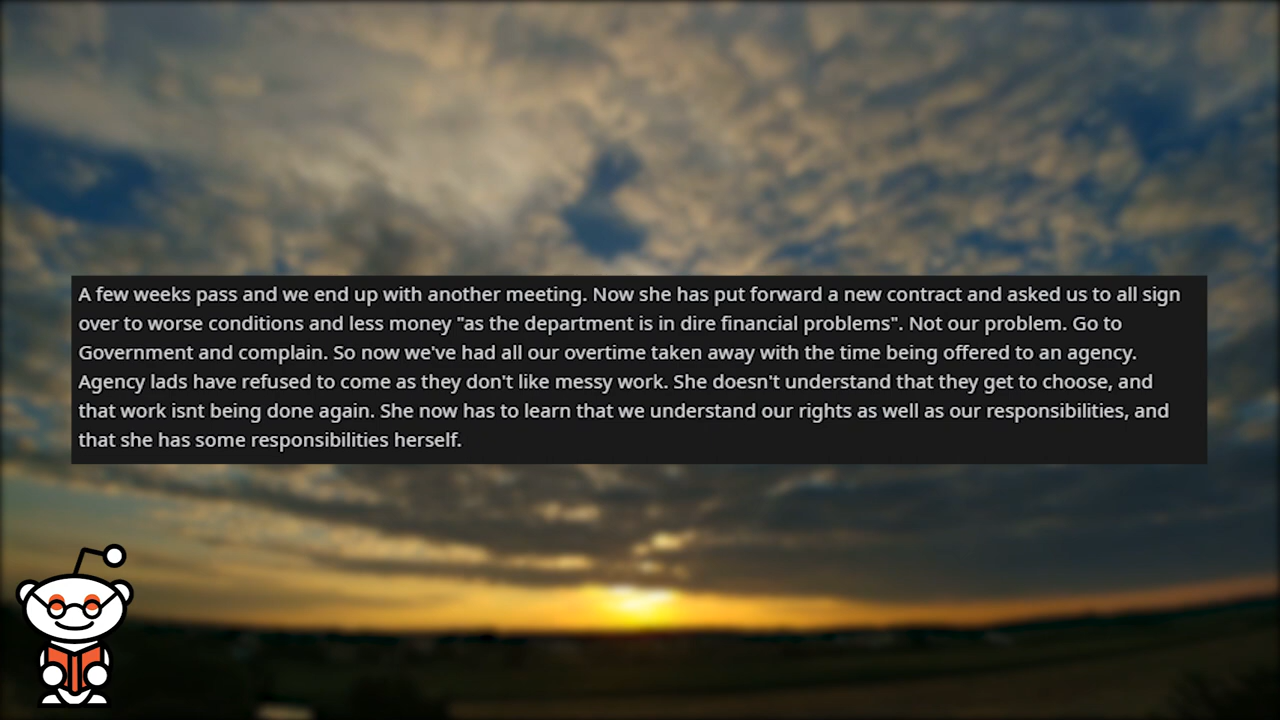 A few weeks pass and we end up with another meeting. Now she has put forward a new contract and asked us to all sign
over to worse conditions and less money "as the department is in dire financial problems". Not our problem. Go to
Government and complain. So now we've had all our overtime taken away with the time being offered to an agency.
Agency lads have refused to come as they don't like messy work. She doesn't understand that they get to choose, and
that work isnt being done again. She now has to learn that we understand our rights as well as our responsibilities, and
that she has some responsibilities herself.